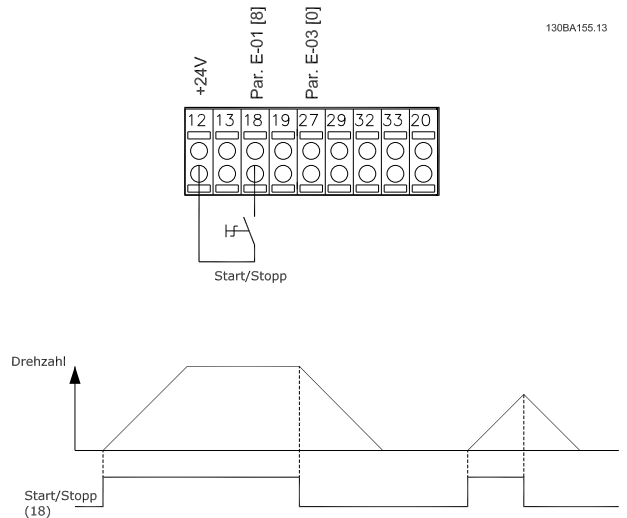 130BA155.13
+24V
Par. E-01 [8]
Par. E-03 [0]
12 13 18 19 27 29 32 33 20
Start/Stopp
Drehzahl
Start/Stopp
(18)